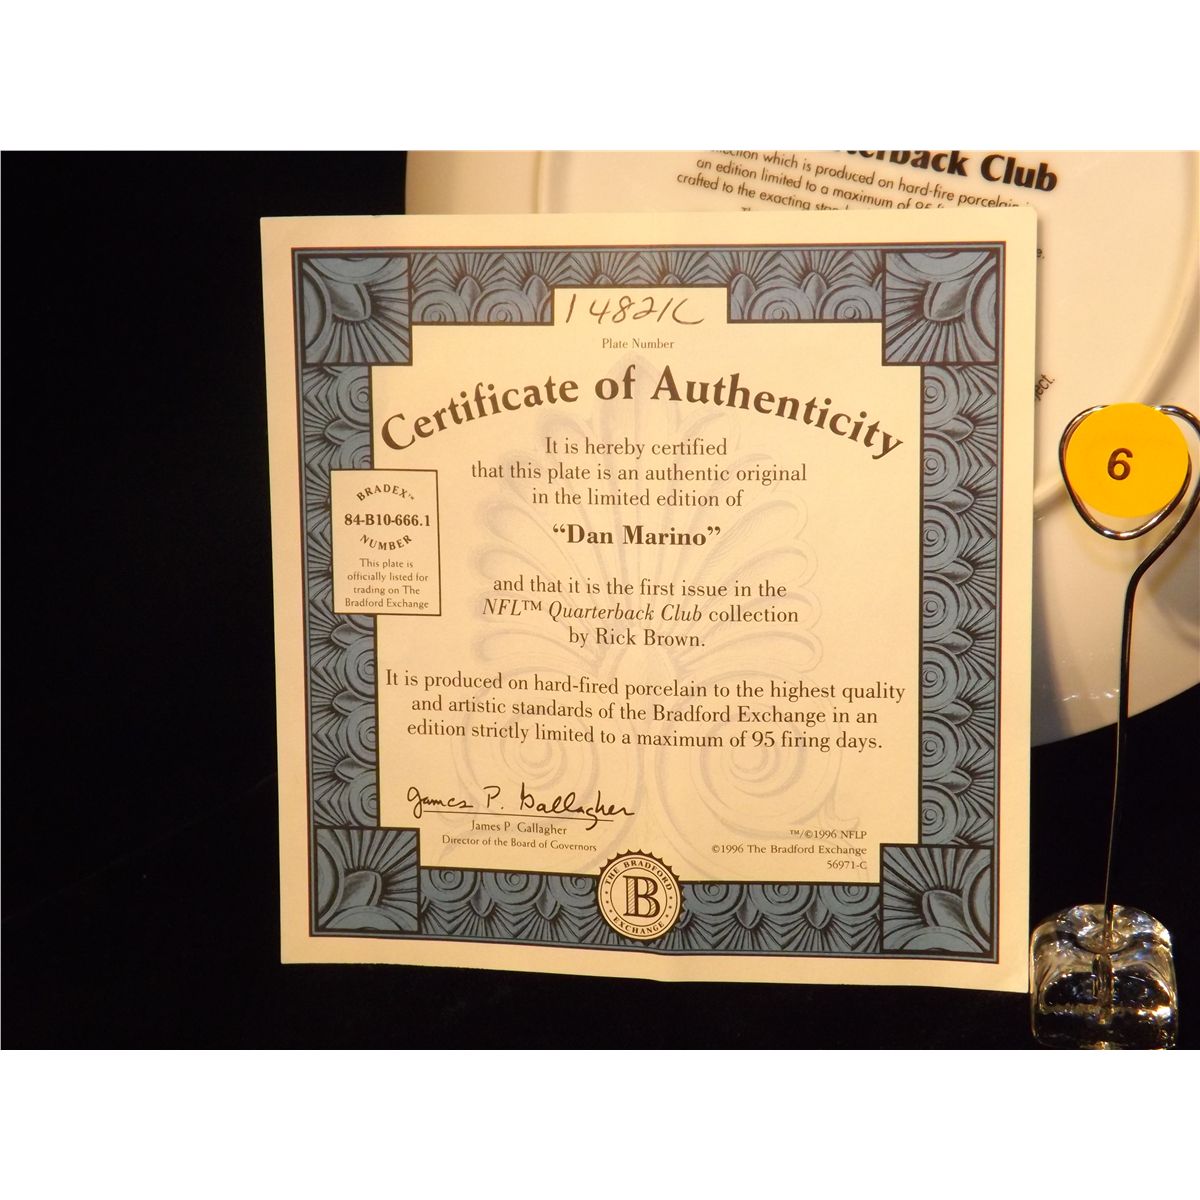 back Club
which is produced on hard-fire porcelain
an edition limited to a maximum of 95
crafted to the exacting
14821C
Plate Number
Certificate of Authenticity
It is hereby certified
that this plate is an authentic original
in the limited edition of
“Dan Marino”
and that it is the first issue in the
NFL™ Quarterback Club collection
by Rick Brown.
BRADEX™
84-B10-666.1
NUMBER
This plate is
officially listed for
trading on The
Bradford Exchange
It is produced on hard-fired porcelain to the highest quality
and artistic standards of the Bradford Exchange in an
edition strictly limited to a maximum of 95 firing days.
James P. Gallagher
James P. Gallagher
Director of the Board of Governors
™/©1996 NFLP
©1996 The Bradford Exchange
56971-C
THE BRADFORD
B
EXCHANGE
6